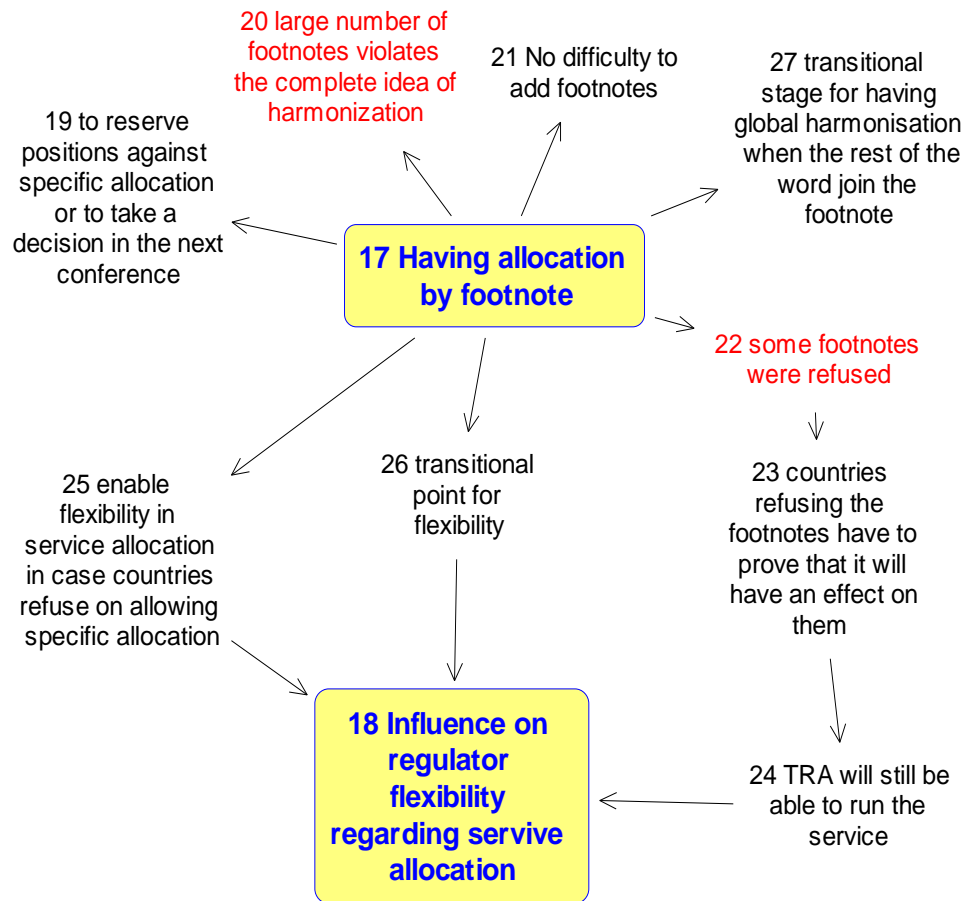 20 large number of
footnotes violates
the complete idea of
harmonization
21 No difficulty to
add footnotes
27 transitional
stage for having
global harmonisation
when the rest of the
word join the
footnote
19 to reserve
positions against
specific allocation
or to take a
decision in the next
conference
17 Having allocation
by footnote
22 some footnotes
were refused
25 enable
flexibility in
service allocation
in case countries
refuse on allowing
specific allocation
26 transitional
point for
flexibility
23 countries
refusing the
footnotes have to
prove that it will
have an effect on
them
18 Influence on
regulator
flexibility
regarding servive
allocation
24 TRA will still be
able to run the
service